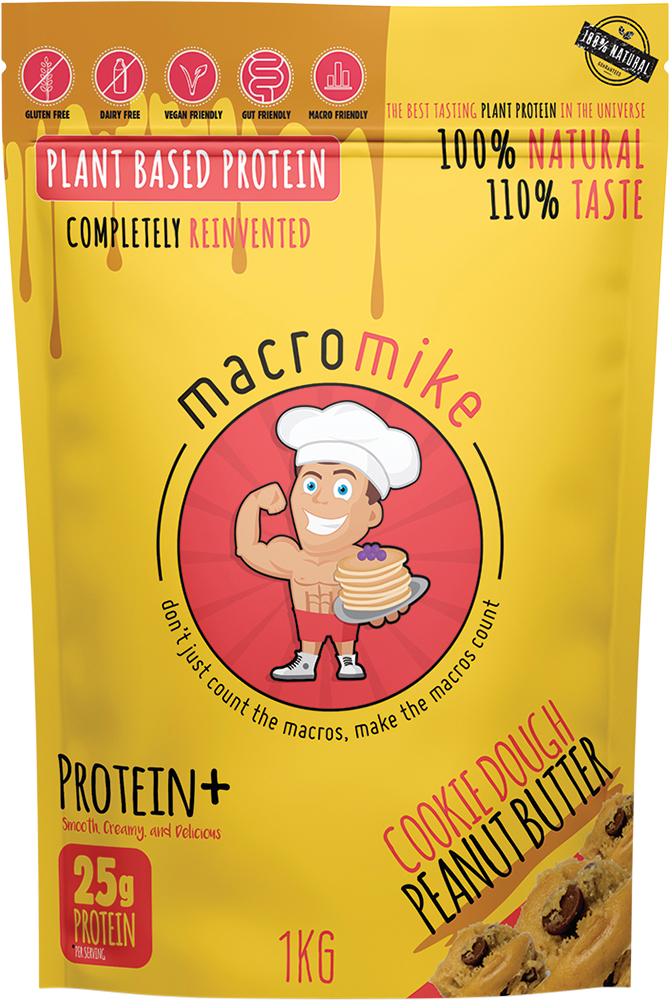 100% NATURAL
GUARANTEED
GLUTEN FREE
DAIRY FREE
VEGAN FRIENDLY
GUT FRIENDLY
MACRO FRIENDLY
THE BEST TASTING PLANT PROTEIN IN THE UNIVERSE
100% NATURAL
110% TASTE
PLANT BASED PROTEIN
COMPLETELY REINVENTED
macromike
don't just count the macros, make the macros count
PROTEIN+
Smooth, Creamy, and Delicious
25g
PROTEIN
*PER SERVING
COOKIE DOUGH
PEANUT BUTTER
1KG